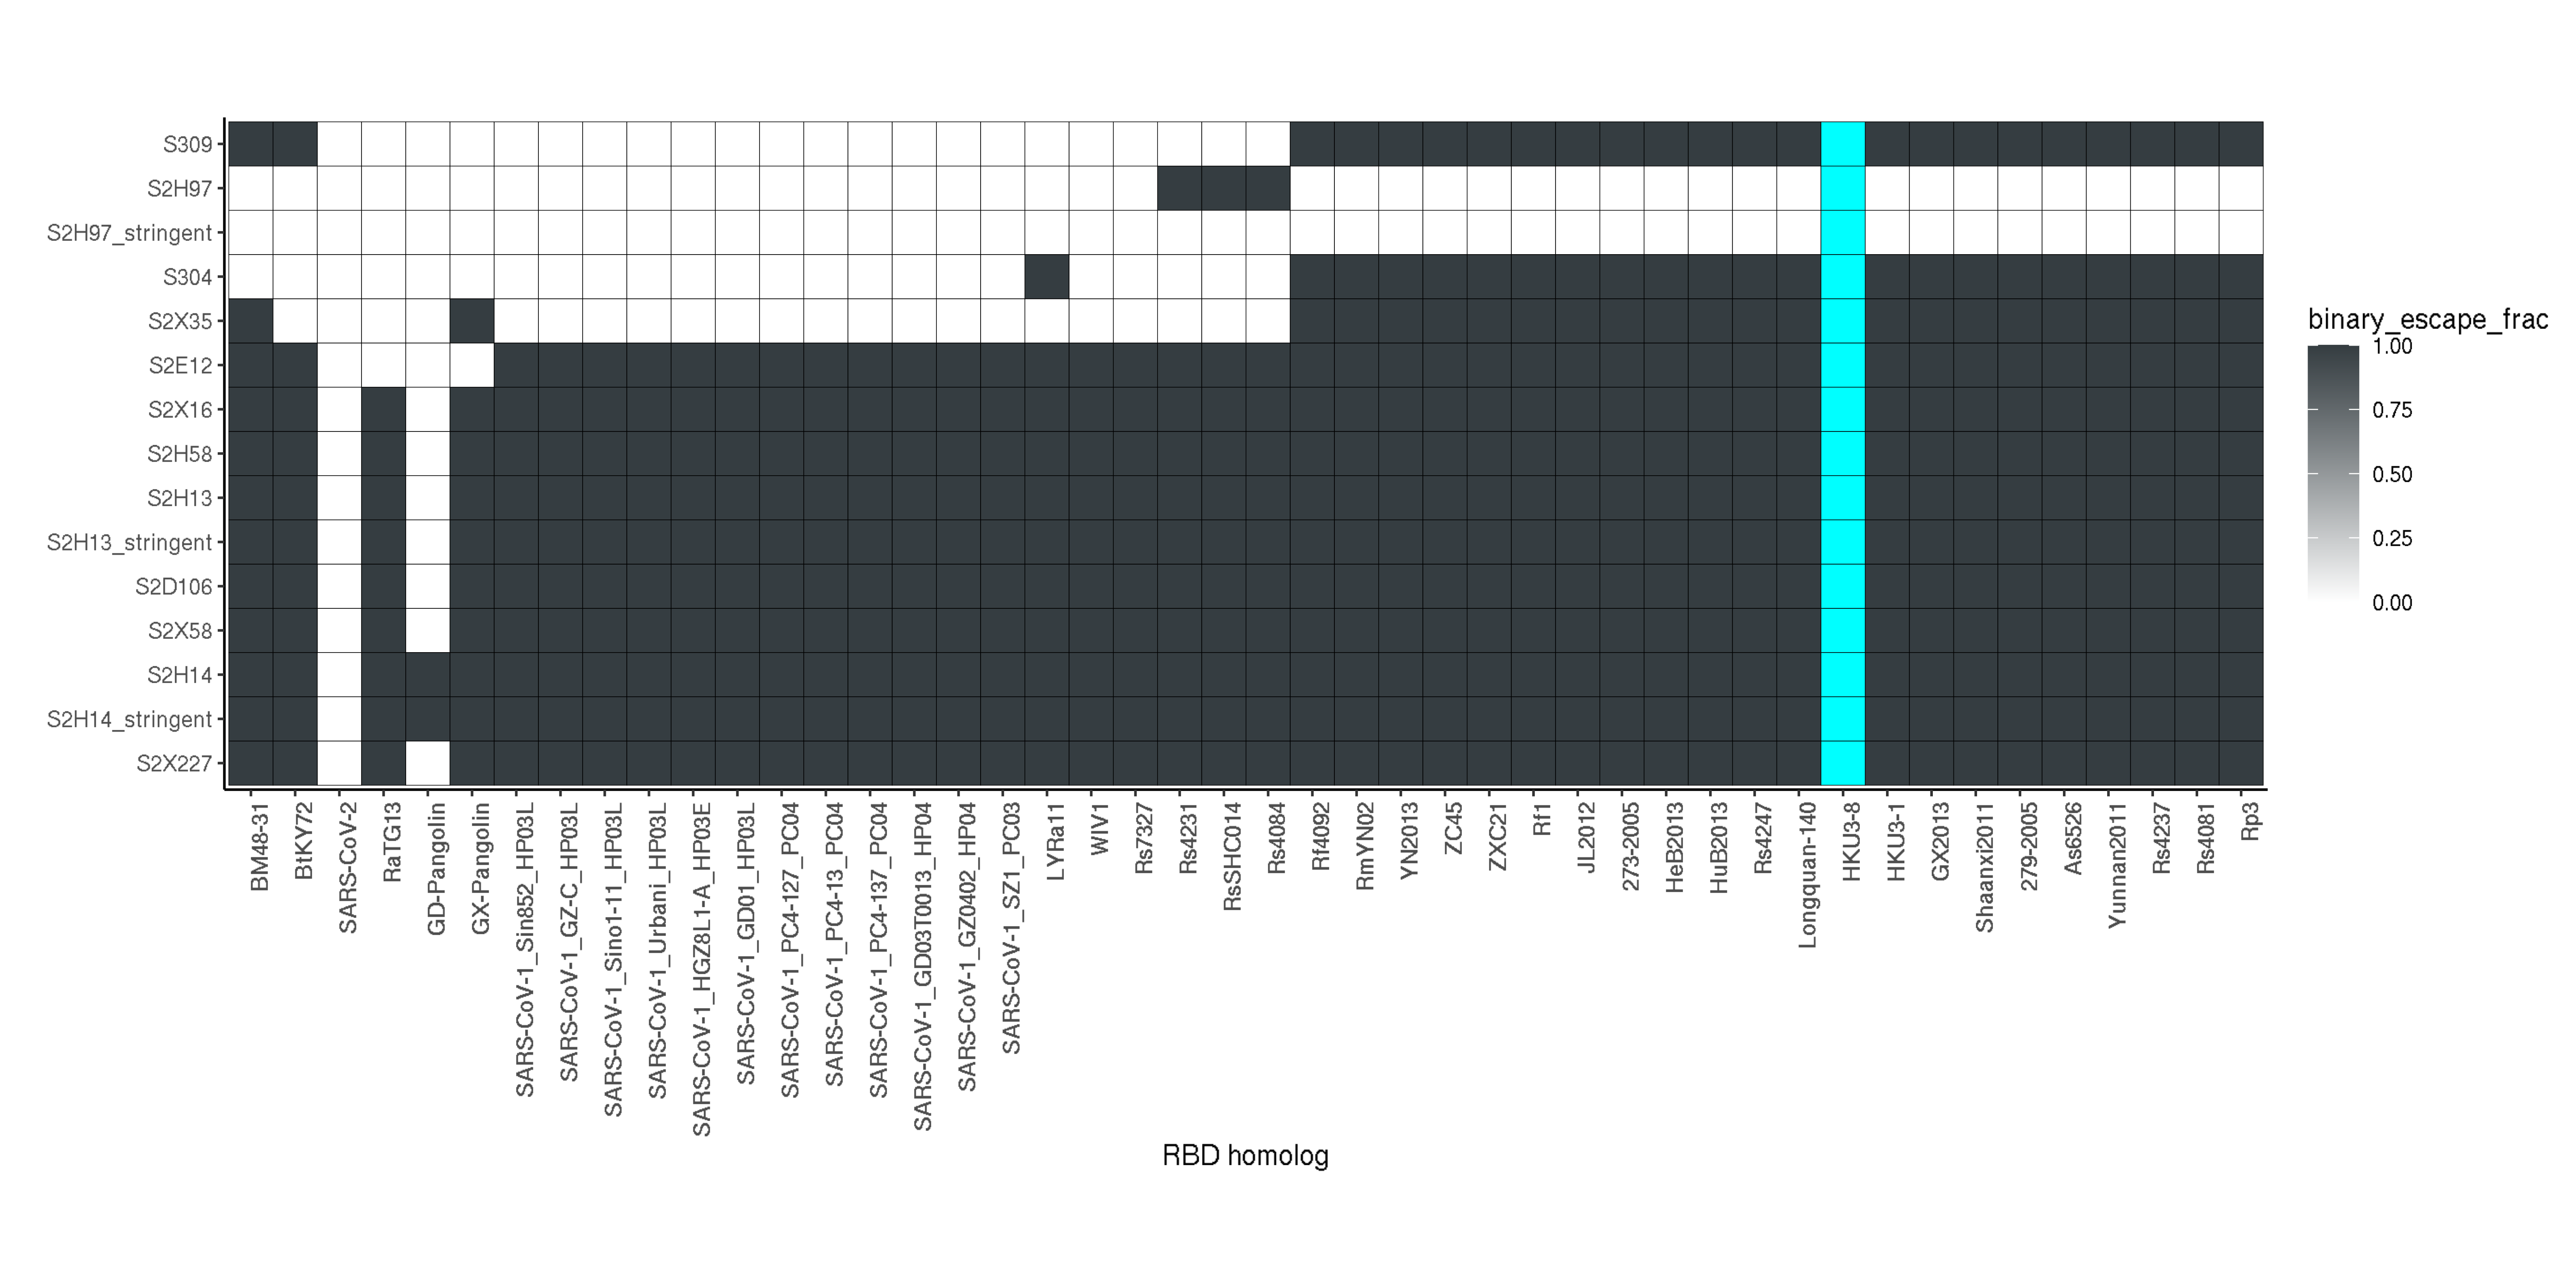 S309
S2H97
S2H97_stringent
S304
S2X35
S2E12
S2X16
S2H58
S2H13
S2H13_stringent
S2D106
S2X58
S2H14
S2H14_stringent
S2X227
BM48-31
BtKY72
SARS-CoV-2
RaTG13
GD-Pangolin
GX-Pangolin
SARS-CoV-1_Sin852_HP03L
SARS-CoV-1_GZ-C_HP03L
SARS-CoV-1_Sino1-11_HP03L
SARS-CoV-1_Urbani_HP03L
SARS-CoV-1_HGZ8L1-A_HP03E
SARS-CoV-1_GD01_HP03L
SARS-CoV-1_PC4-127_PC04
SARS-CoV-1_PC4-13_PC04
SARS-CoV-1_PC4-137_PC04
SARS-CoV-1_GD03T0013_HP04
SARS-CoV-1_GZ0402_HP04
SARS-CoV-1_SZ1_PC03
LYRa11
WIV1
Rs7327
Rs4231
RsSHC014
Rs4084
Rf4092
RmYN02
YN2013
ZC45
ZXC21
Rf1
JL2012
273-2005
HeB2013
HuB2013
Rs4247
Longquan-140
HKU3-8
HKU3-1
GX2013
Shaanxi2011
279-2005
As6526
Yunnan2011
Rs4237
Rs4081
Rp3
RBD homolog
binary_escape_frac
1.00
0.75
0.50
0.25
0.00